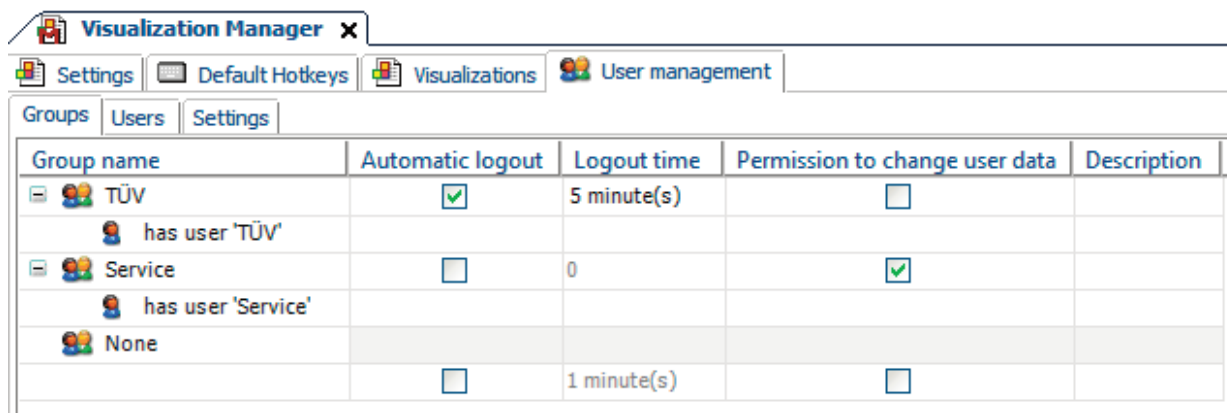 Visualization Manager
Settings Default Hotkeys Visualizations User management
Groups Users Settings
Group name Automatic logout Logout time Permission to change user data Description
TÜV 5 minute(s)
has user 'TÜV'
Service 0
has user 'Service'
None
1 minute(s)